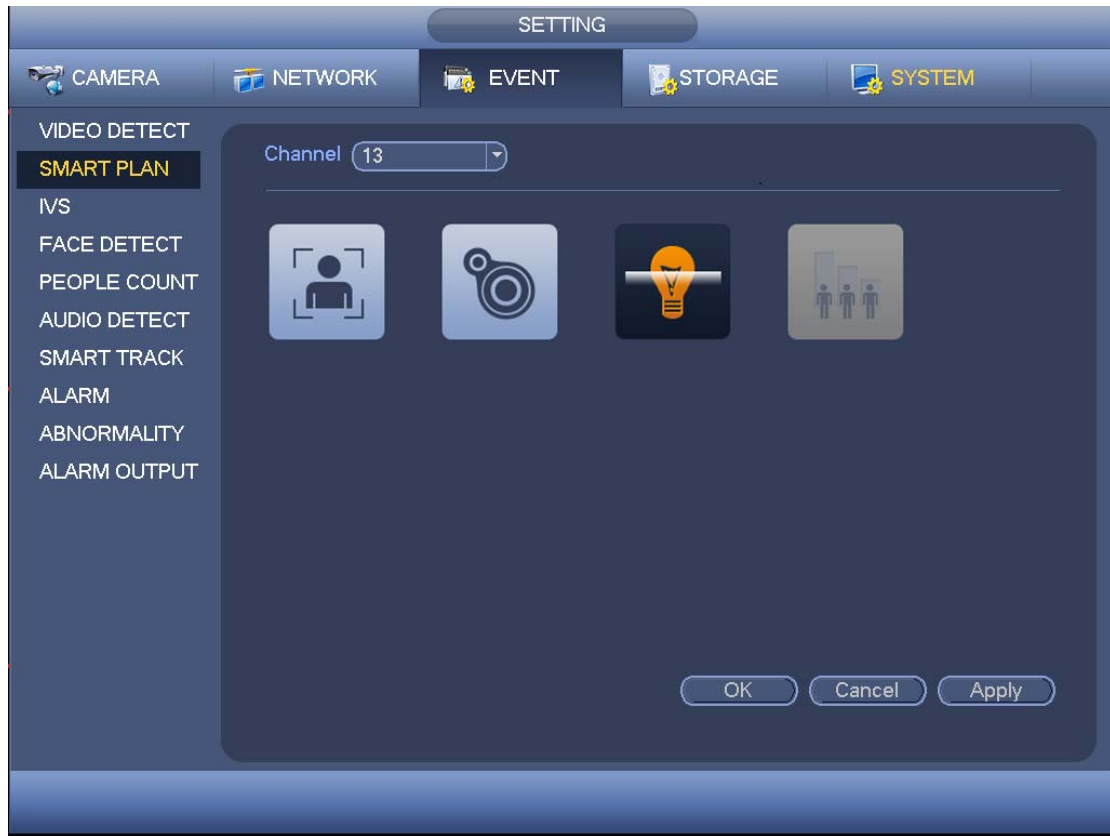 SETTING
CAMERA NETWORK EVENT STORAGE SYSTEM
VIDEO DETECT
SMART PLAN
IVS
FACE DETECT
PEOPLE COUNT
AUDIO DETECT
SMART TRACK
ALARM
ABNORMALITY
ALARM OUTPUT
Channel 13
OK Cancel Apply